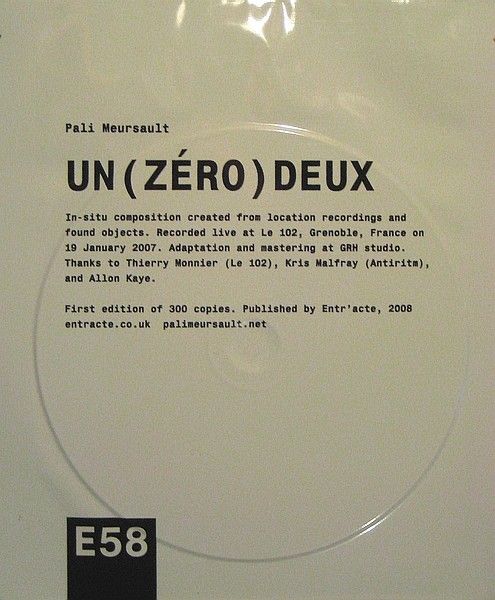 Pali Meursault
UN(ZÉRO)DEUX
In-situ composition created from location recordings and
found objects. Recorded live at Le 102, Grenoble, France on
19 January 2007. Adaptation and mastering at GRH studio.
Thanks to Thierry Monnier (Le 102), Kris Malfray (Antiritm),
and Allon Kaye.
First edition of 300 copies. Published by Entr'acte, 2008
entracte.co.uk palimeursault.net
E58